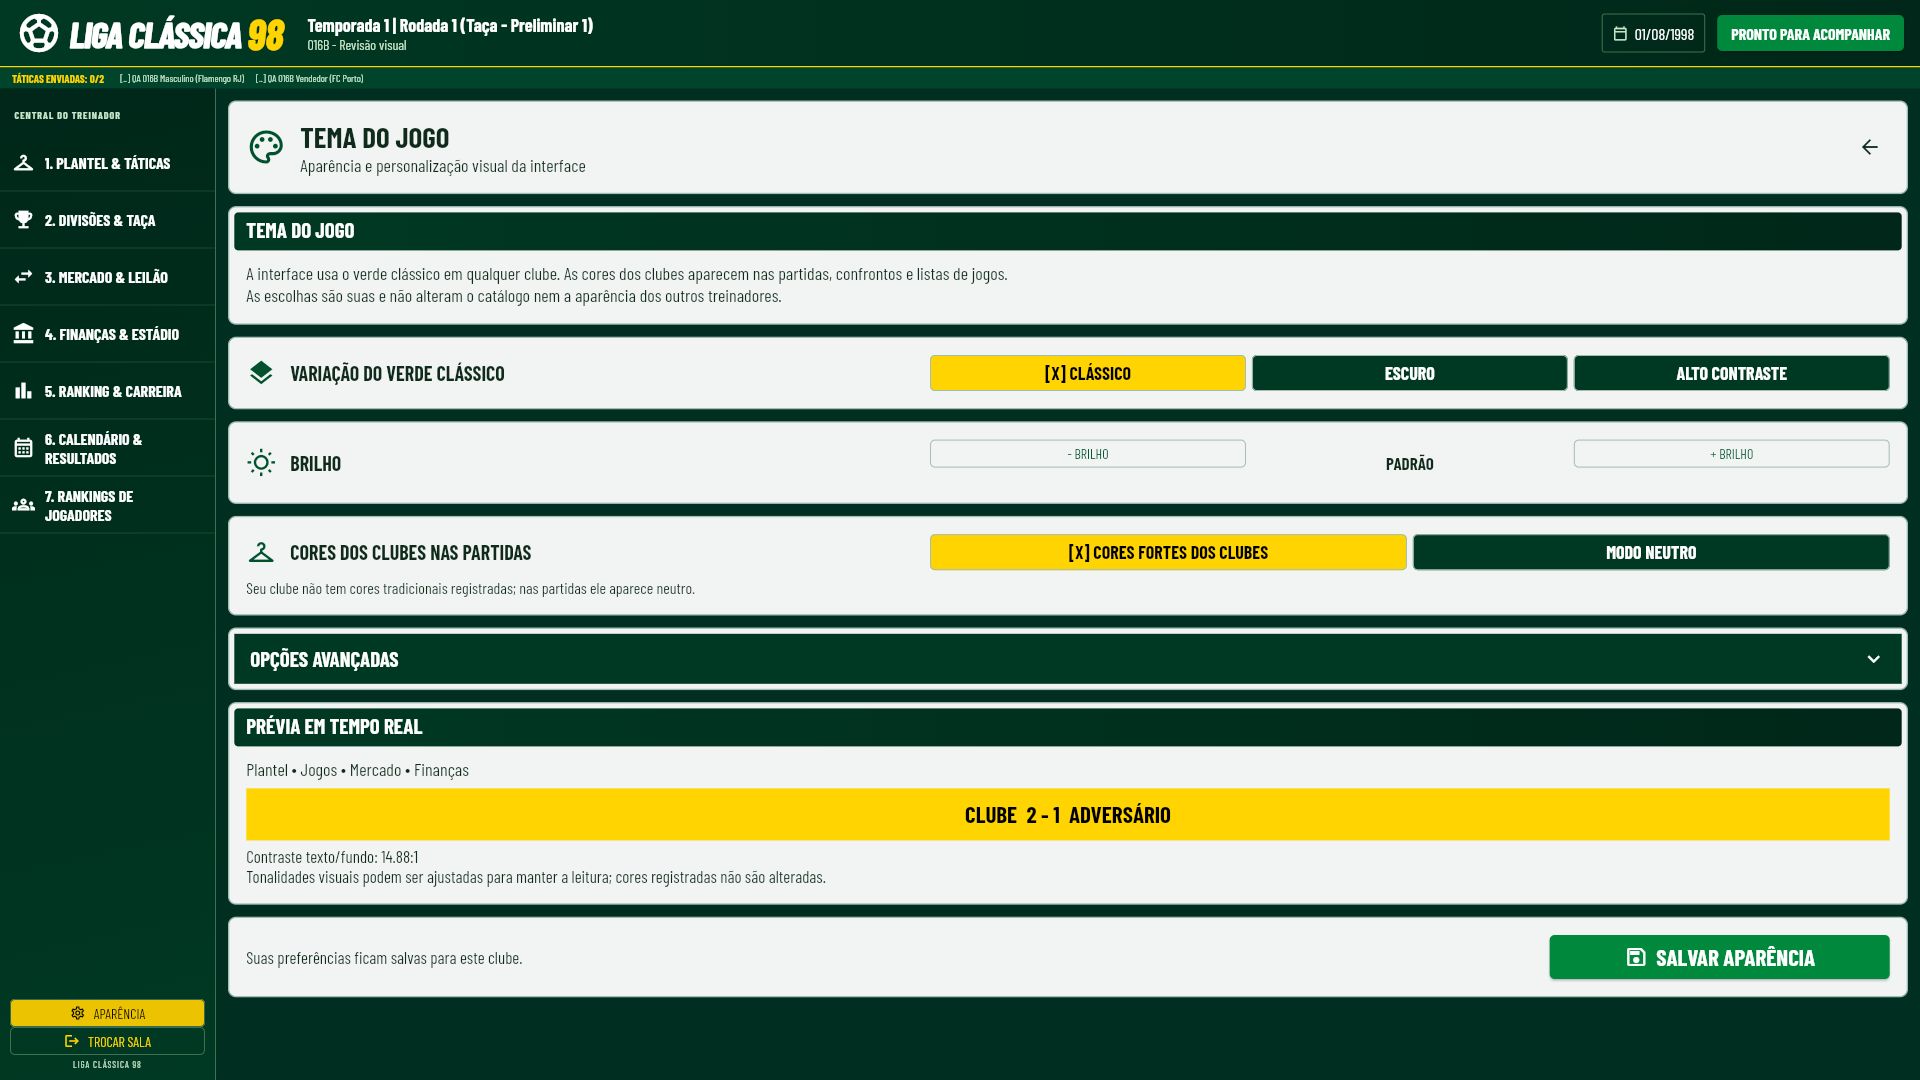 LIGA CLÁSSICA 98
Temporada 1 | Rodada 1 (Taça - Preliminar 1)
016B - Revisão visual
01/08/1998
PRONTO PARA ACOMPANHAR
TÁTICAS ENVIADAS: 0/2
[..] QA 016B Masculino (Flamengo RJ)
[..] QA 016B Vendedor (FC Porto)
CENTRAL DO TREINADOR
1. PLANTEL & TÁTICAS
2. DIVISÕES & TAÇA
3. MERCADO & LEILÃO
4. FINANÇAS & ESTÁDIO
5. RANKING & CARREIRA
6. CALENDÁRIO &
RESULTADOS
7. RANKINGS DE
JOGADORES
APARÊNCIA
TROCAR SALA
LIGA CLÁSSICA 98
TEMA DO JOGO
Aparência e personalização visual da interface
TEMA DO JOGO
A interface usa o verde clássico em qualquer clube. As cores dos clubes aparecem nas partidas, confrontos e listas de jogos.
As escolhas são suas e não alteram o catálogo nem a aparência dos outros treinadores.
VARIAÇÃO DO VERDE CLÁSSICO
[X] CLÁSSICO
ESCURO
ALTO CONTRASTE
BRILHO
- BRILHO
PADRÃO
+ BRILHO
CORES DOS CLUBES NAS PARTIDAS
[X] CORES FORTES DOS CLUBES
MODO NEUTRO
Seu clube não tem cores tradicionais registradas; nas partidas ele aparece neutro.
OPÇÕES AVANÇADAS
PRÉVIA EM TEMPO REAL
Plantel • Jogos • Mercado • Finanças
CLUBE 2 - 1 ADVERSÁRIO
Contraste texto/fundo: 14.88:1
Tonalidades visuais podem ser ajustadas para manter a leitura; cores registradas não são alteradas.
Suas preferências ficam salvas para este clube.
SALVAR APARÊNCIA